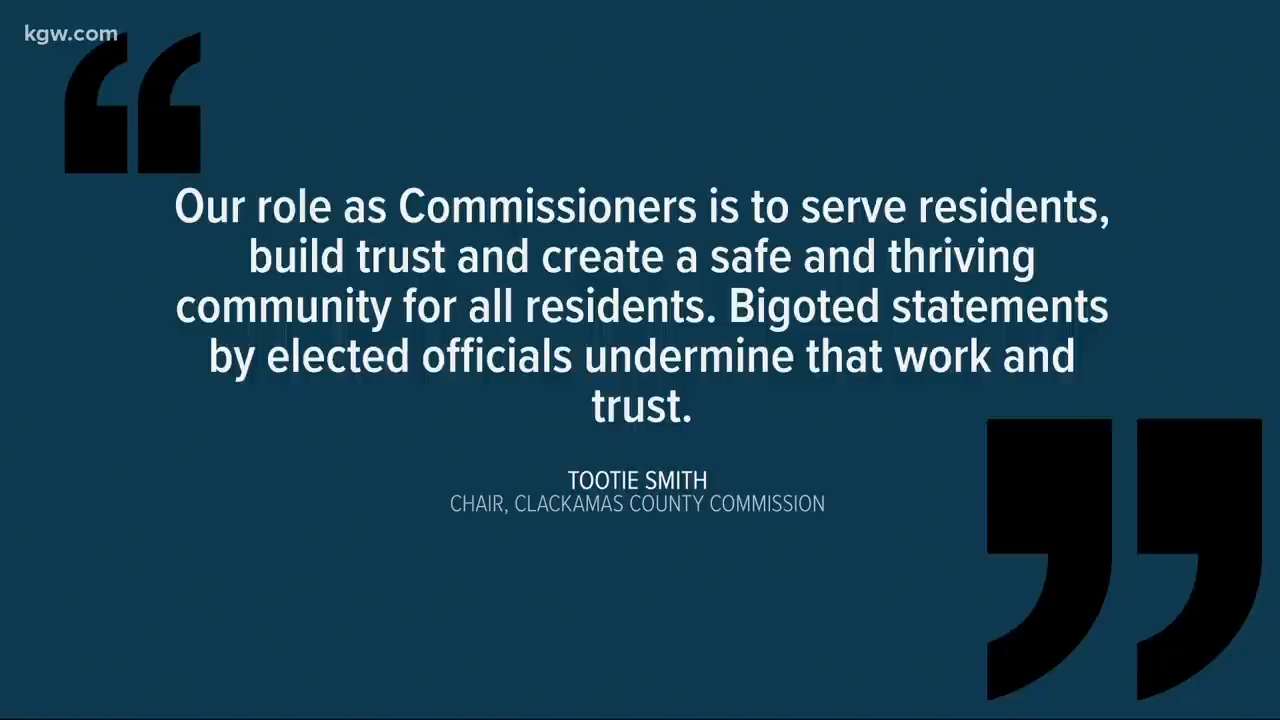 kgw.com
“
Our role as Commissioners is to serve residents,
build trust and create a safe and thriving
community for all residents. Bigoted statements
by elected officials undermine that work and
trust.
”
TOOTIE SMITH
CHAIR, CLACKAMAS COUNTY COMMISSION